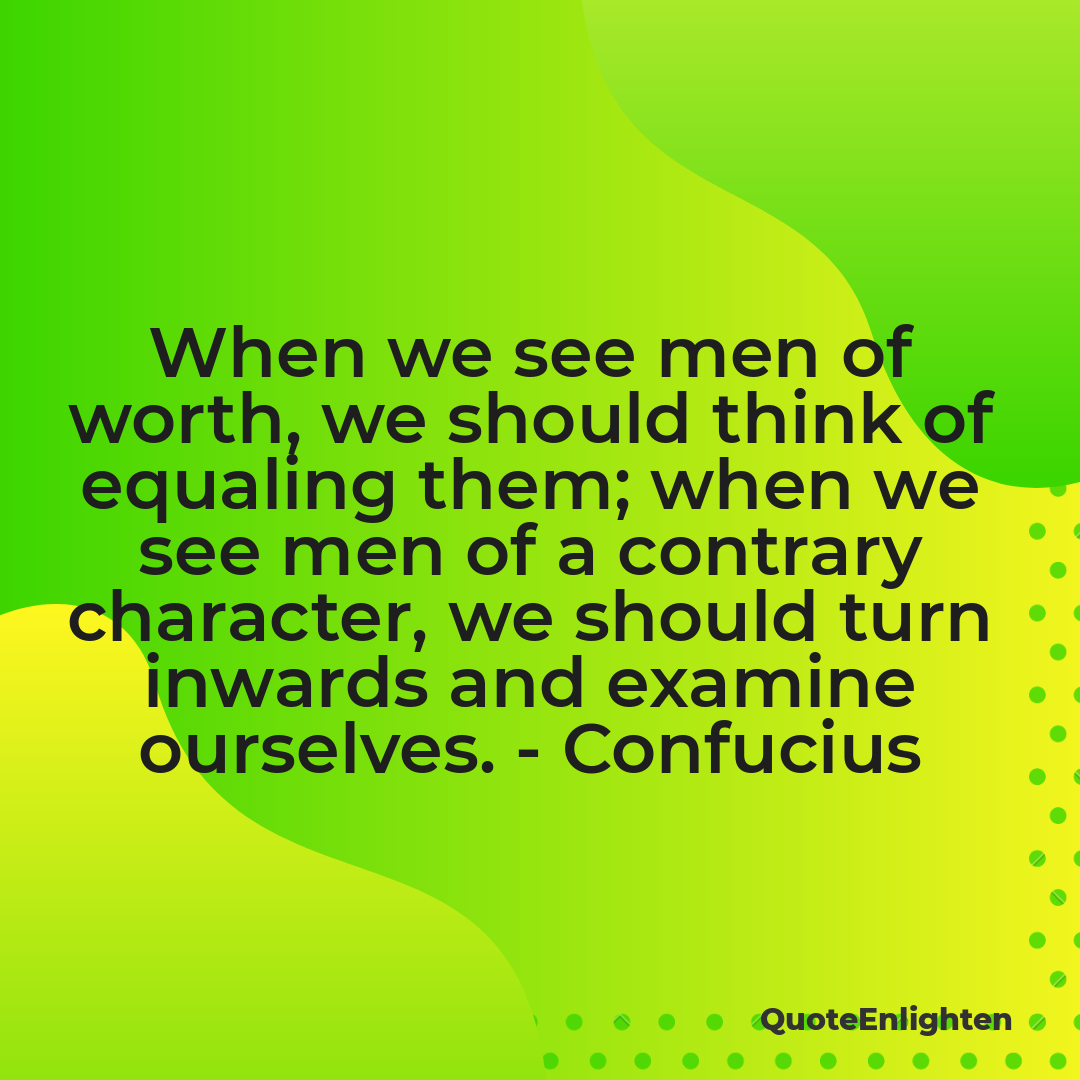 When we see men of
worth, we should think of
equaling them; when we
see men of a contrary
character, we should turn
inwards and examine
ourselves. - Confucius
QuoteEnlighten